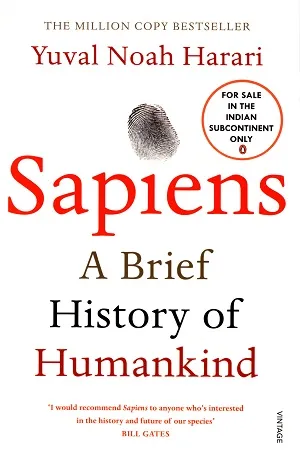 THE MILLION COPY BESTSELLER
Yuval Noah Harari
FOR SALE
IN THE
INDIAN
SUBCONTINENT
ONLY
Sapiens
A Brief
History of
Humankind
'I would recommend Sapiens to anyone who's interested
in the history and future of our species'
BILL GATES
VINTAGE